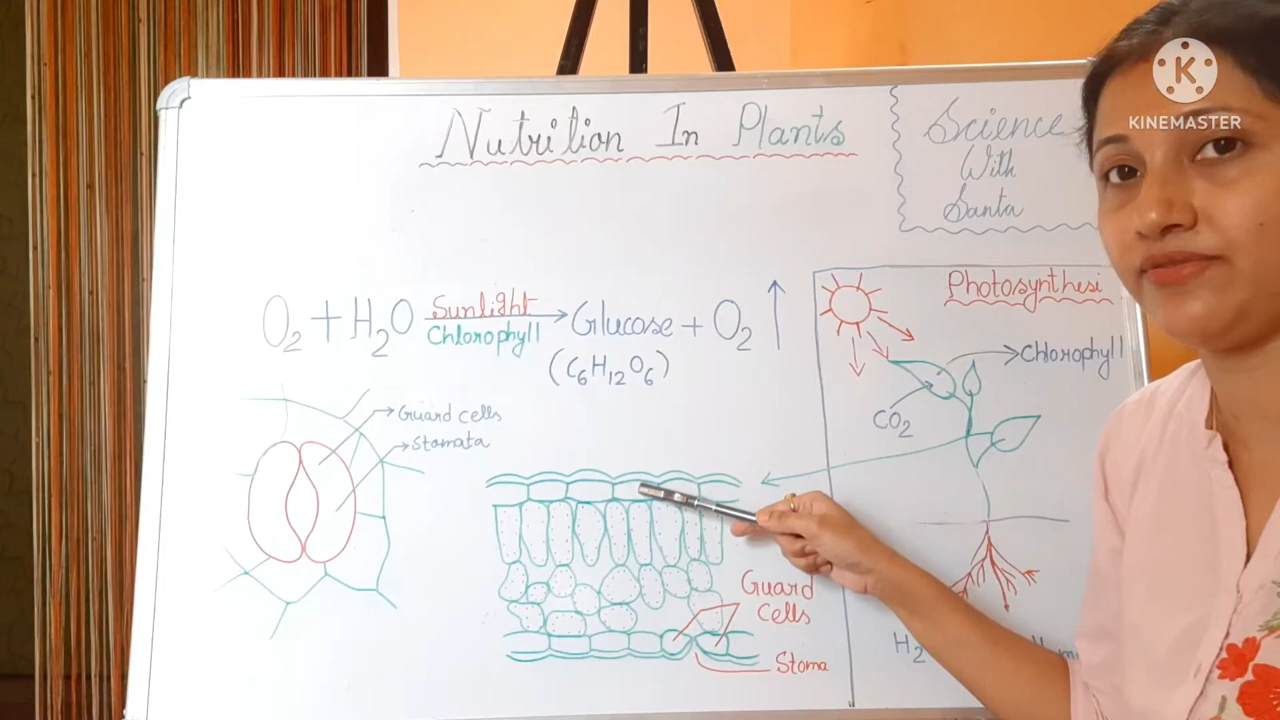 Nutrition In Plants
Science
With
Santa
K
KINEMASTER
O2 + H2O Sunlight Chlorophyll → Glucose + O2 ↑
(C6H12O6)
Guard cells
Stomata
Guard
Cells
Stoma
Photosynthesi
Chlorophyll
CO2
H2